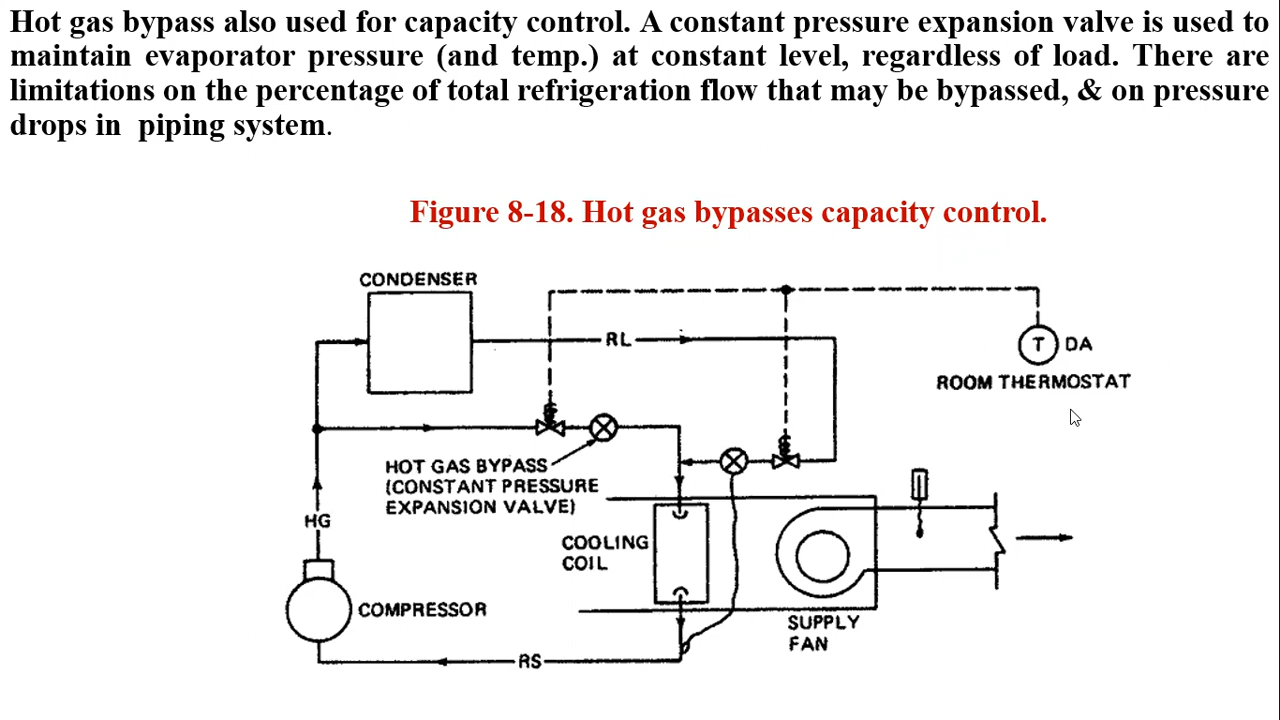 Hot gas bypass also used for capacity control. A constant pressure expansion valve is used to
maintain evaporator pressure (and temp.) at constant level, regardless of load. There are
limitations on the percentage of total refrigeration flow that may be bypassed, & on pressure
drops in piping system.
Figure 8-18. Hot gas bypasses capacity control.
CONDENSER
RL
T
DA
ROOM THERMOSTAT
HOT GAS BYPASS
(CONSTANT PRESSURE
EXPANSION VALVE)
HG
COOLING
COIL
COMPRESSOR
SUPPLY
FAN
RS